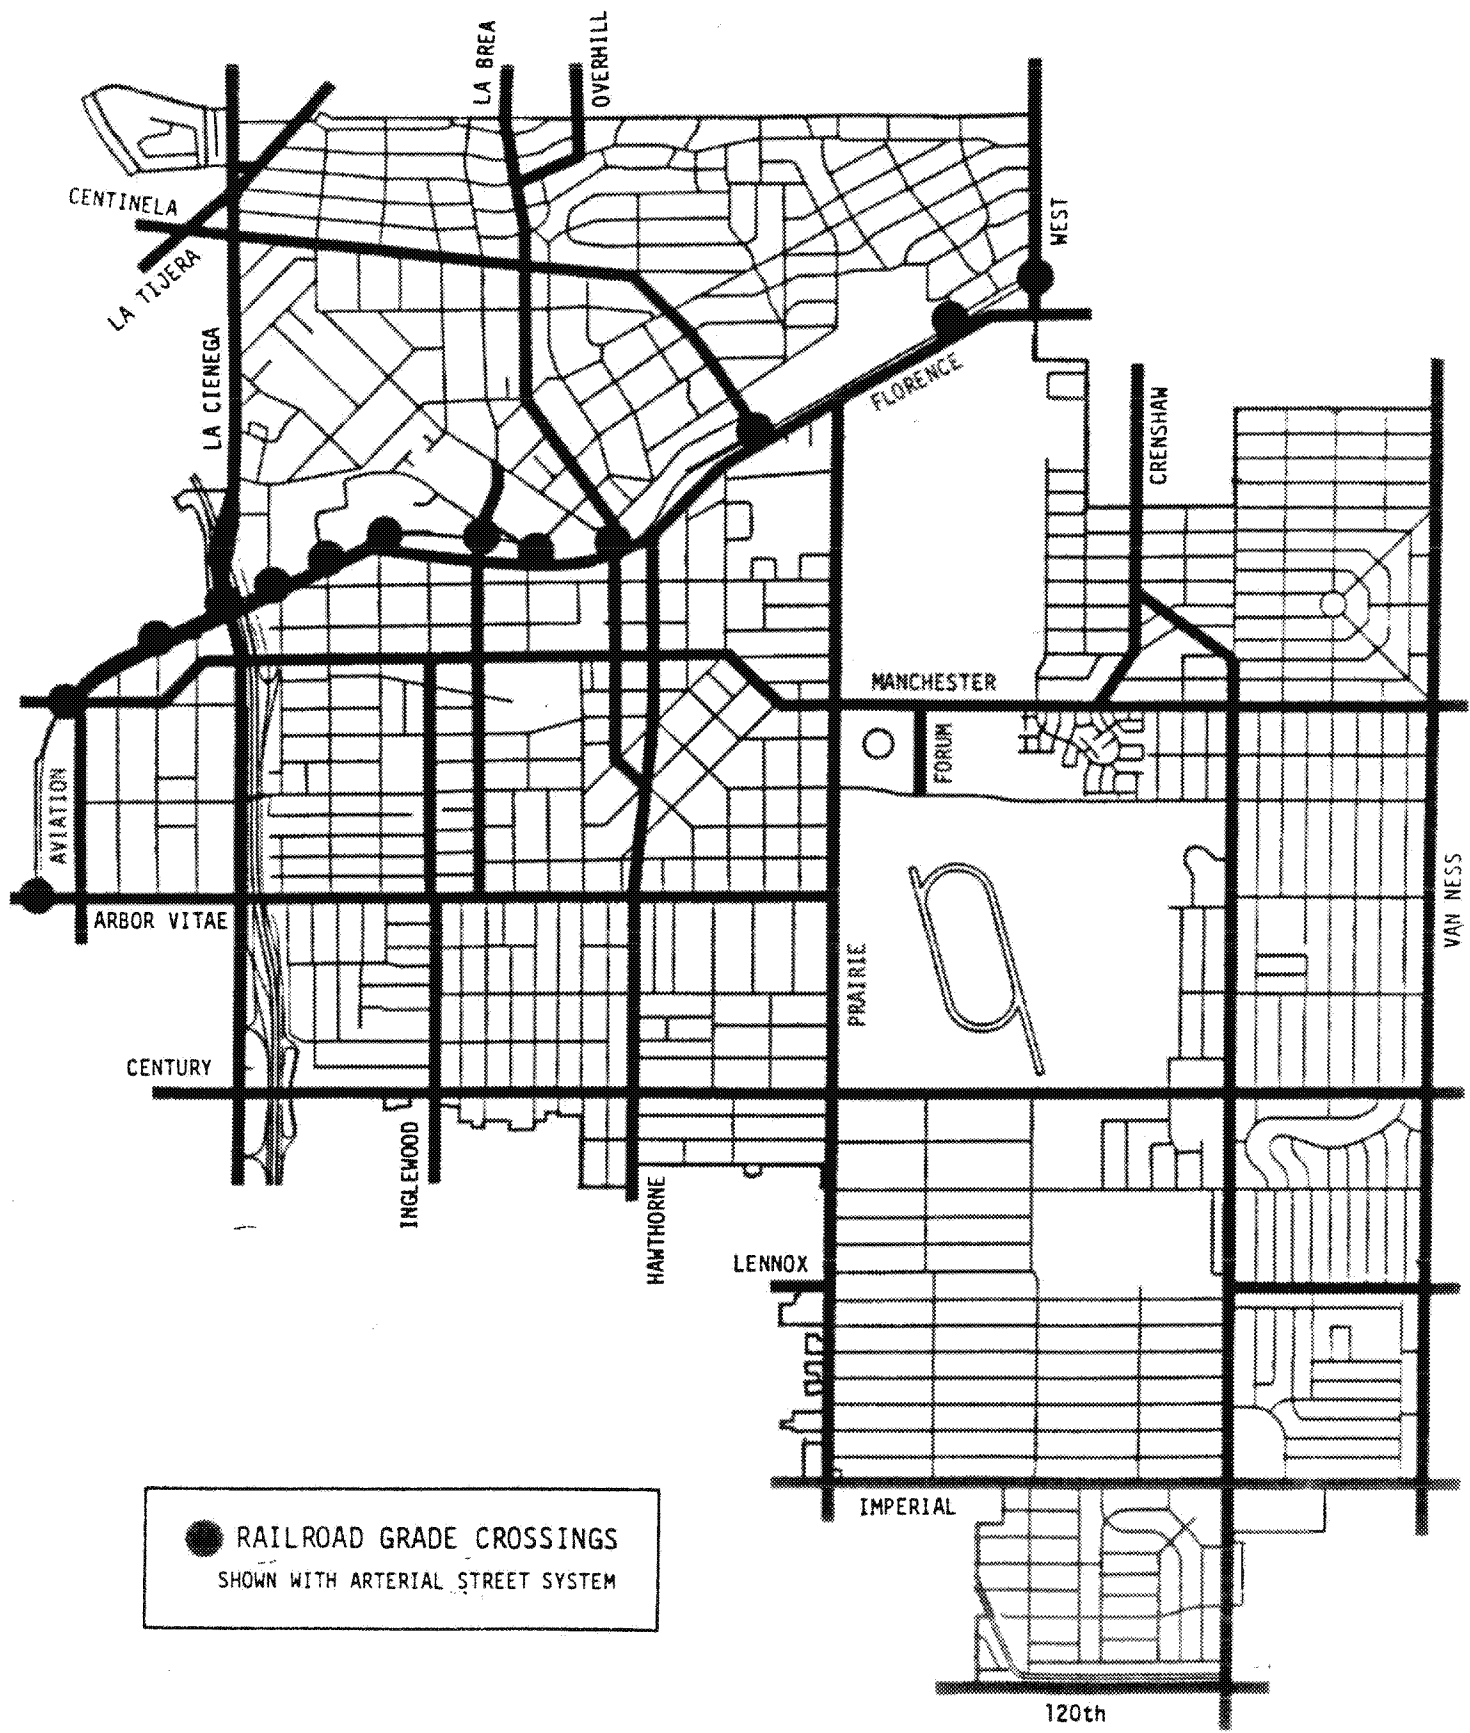 LA BREA
OVERHILL
CENTINELA
WEST
LA TIJERA
LA CIENEGA
FLORENCE
CRENSHAW
MANCHESTER
FORUM
AVIATION
VAN NESS
ARBOR VITAE
PRAIRIE
CENTURY
INGLEWOOD
HAWTHORNE
LENNOX
IMPERIAL
RAILROAD GRADE CROSSINGS
SHOWN WITH ARTERIAL STREET SYSTEM
120th